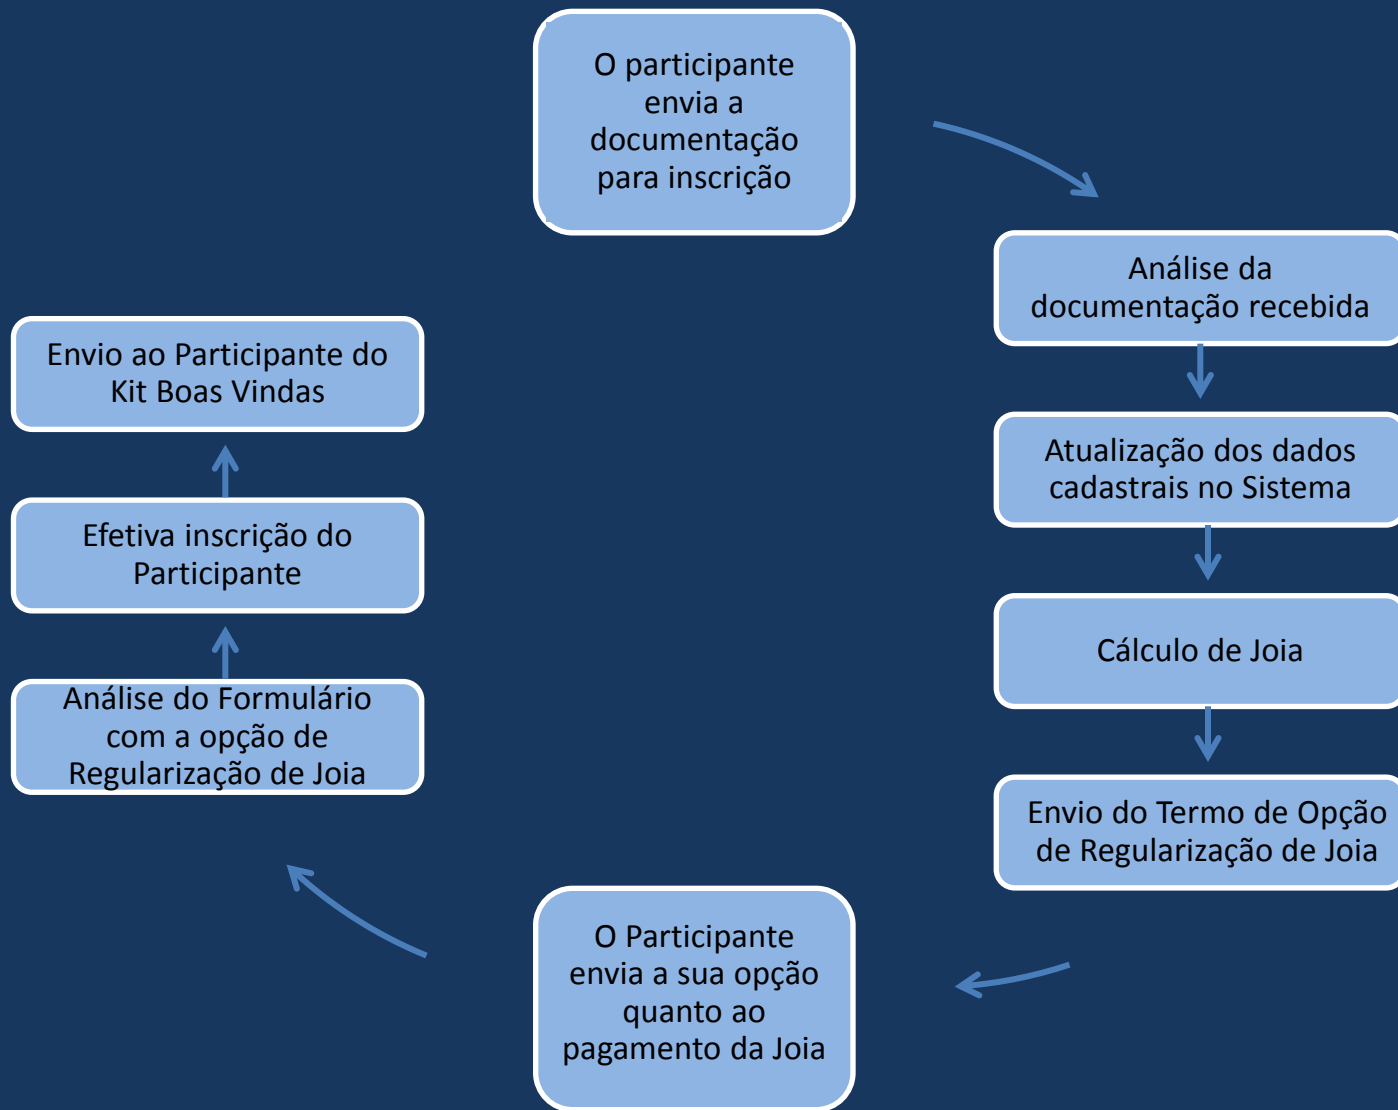 O participante
envia a
documentação
para inscrição
Análise da
documentação recebida
Atualização dos dados
cadastrais no Sistema
Cálculo de Joia
Envio do Termo de Opção
de Regularização de Joia
O Participante
envia a sua opção
quanto ao
pagamento da Joia
Análise do Formulário
com a opção de
Regularização de Joia
Efetiva inscrição do
Participante
Envio ao Participante do
Kit Boas Vindas